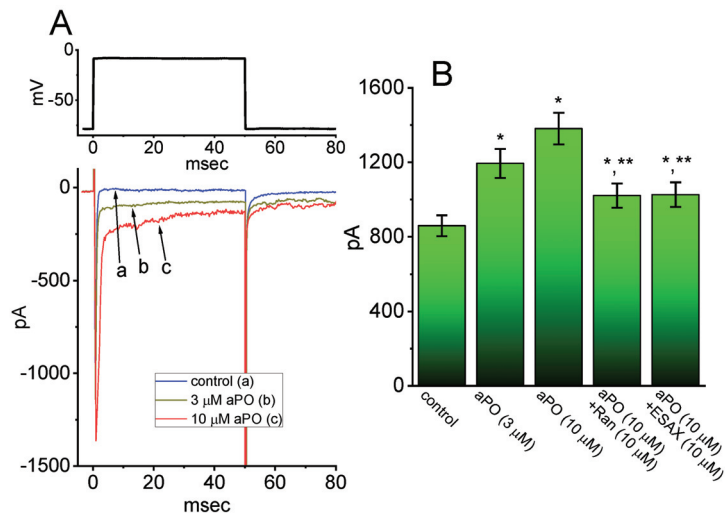 A
0
-50
mV
0 20 40 60 80
msec
0
-500
-1000
-1500
pA
a
b
c
control (a)
3 μM aPO (b)
10 μM aPO (c)
0 20 40 60 80
msec
B
1600
1200
800
400
0
pA
*
*
*,**
*,**
control
aPO (3 μM)
aPO (10 μM)
aPO (10 μM)
+Ran (10 μM)
aPO (10 μM)
+ESAX (10 μM)